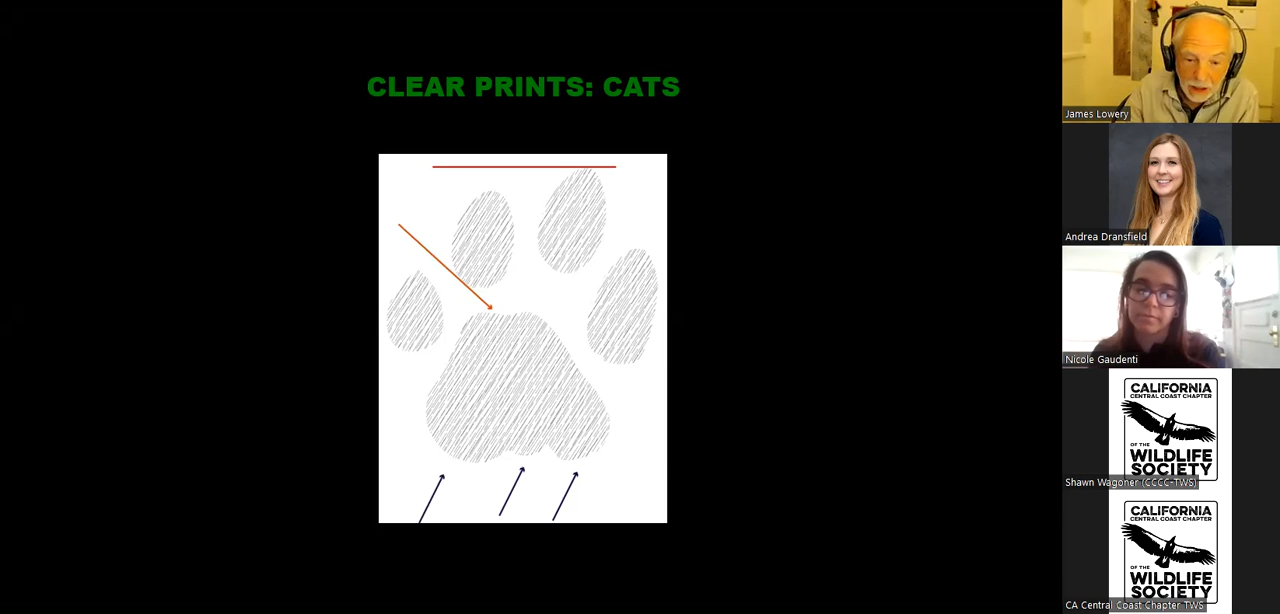 CLEAR PRINTS: CATS
James Lowery
Andrea Dransfield
Nicole Gaudenti
CALIFORNIA
CENTRAL COAST CHAPTER
OF THE
WILDLIFE
SOCIETY
Shawn Wagoner (CCCC-TWS)
CALIFORNIA
CENTRAL COAST CHAPTER
OF THE
WILDLIFE
SOCIETY
CA Central Coast Chapter TWS